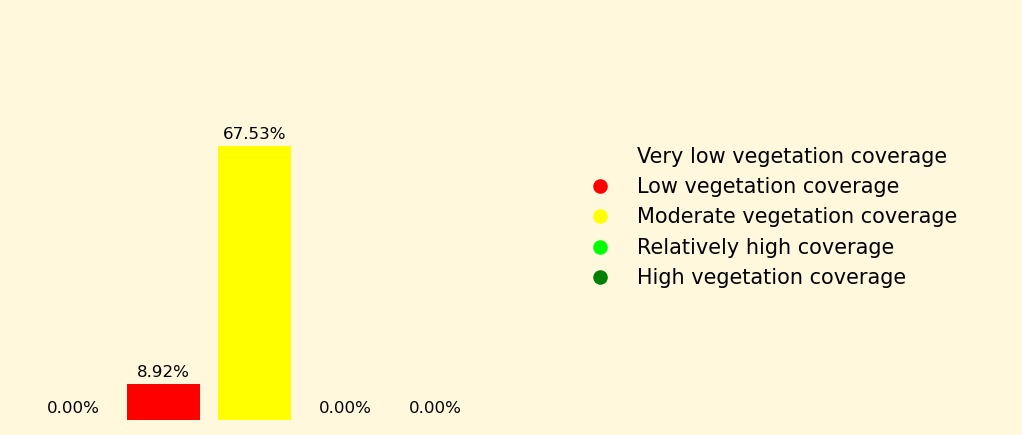 67.53%
8.92%
0.00%
0.00%
0.00%
Very low vegetation coverage
Low vegetation coverage
Moderate vegetation coverage
Relatively high coverage
High vegetation coverage